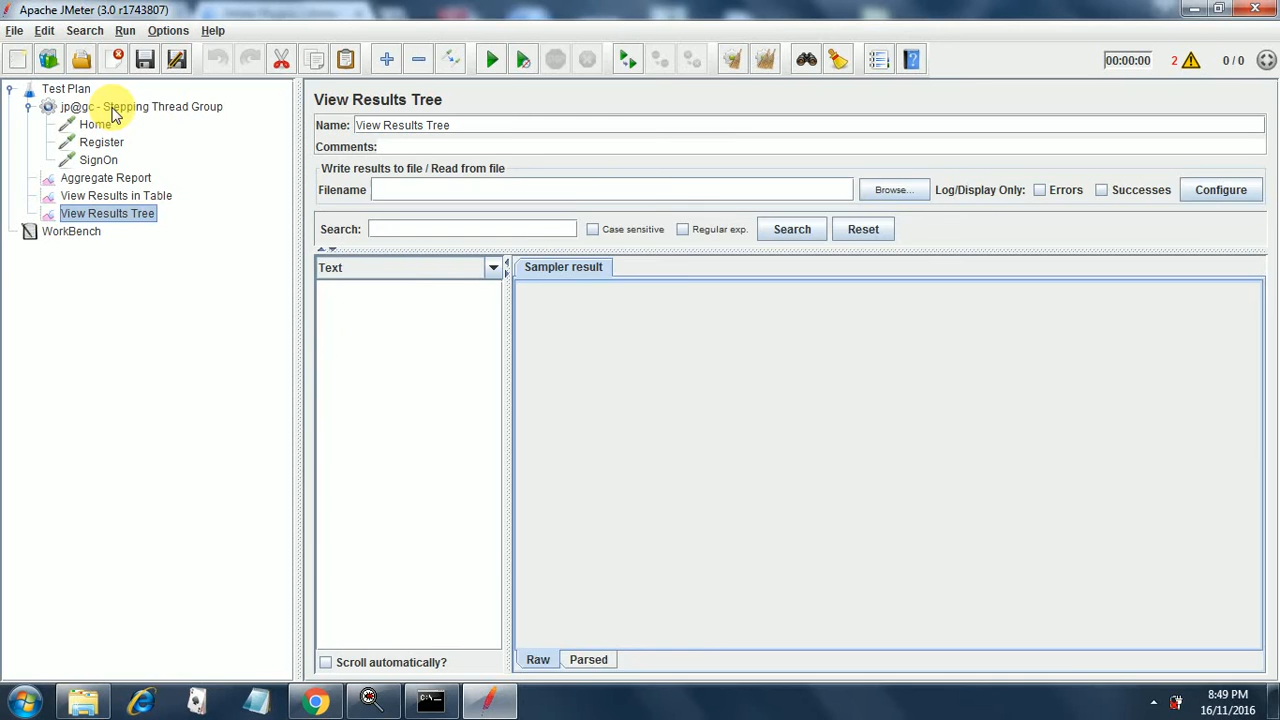 Apache JMeter (3.0 r1743807)
File Edit Search Run Options Help
00:00:00 2 0 / 0
Test Plan
jp@gc - Stepping Thread Group
Home
Register
SignOn
Aggregate Report
View Results in Table
View Results Tree
WorkBench
View Results Tree
Name: View Results Tree
Comments:
Write results to file / Read from file
Filename Browse... Log/Display Only: Errors Successes Configure
Search: Case sensitive Regular exp. Search Reset
Text Sampler result
Scroll automatically? Raw Parsed
8:49 PM
16/11/2016